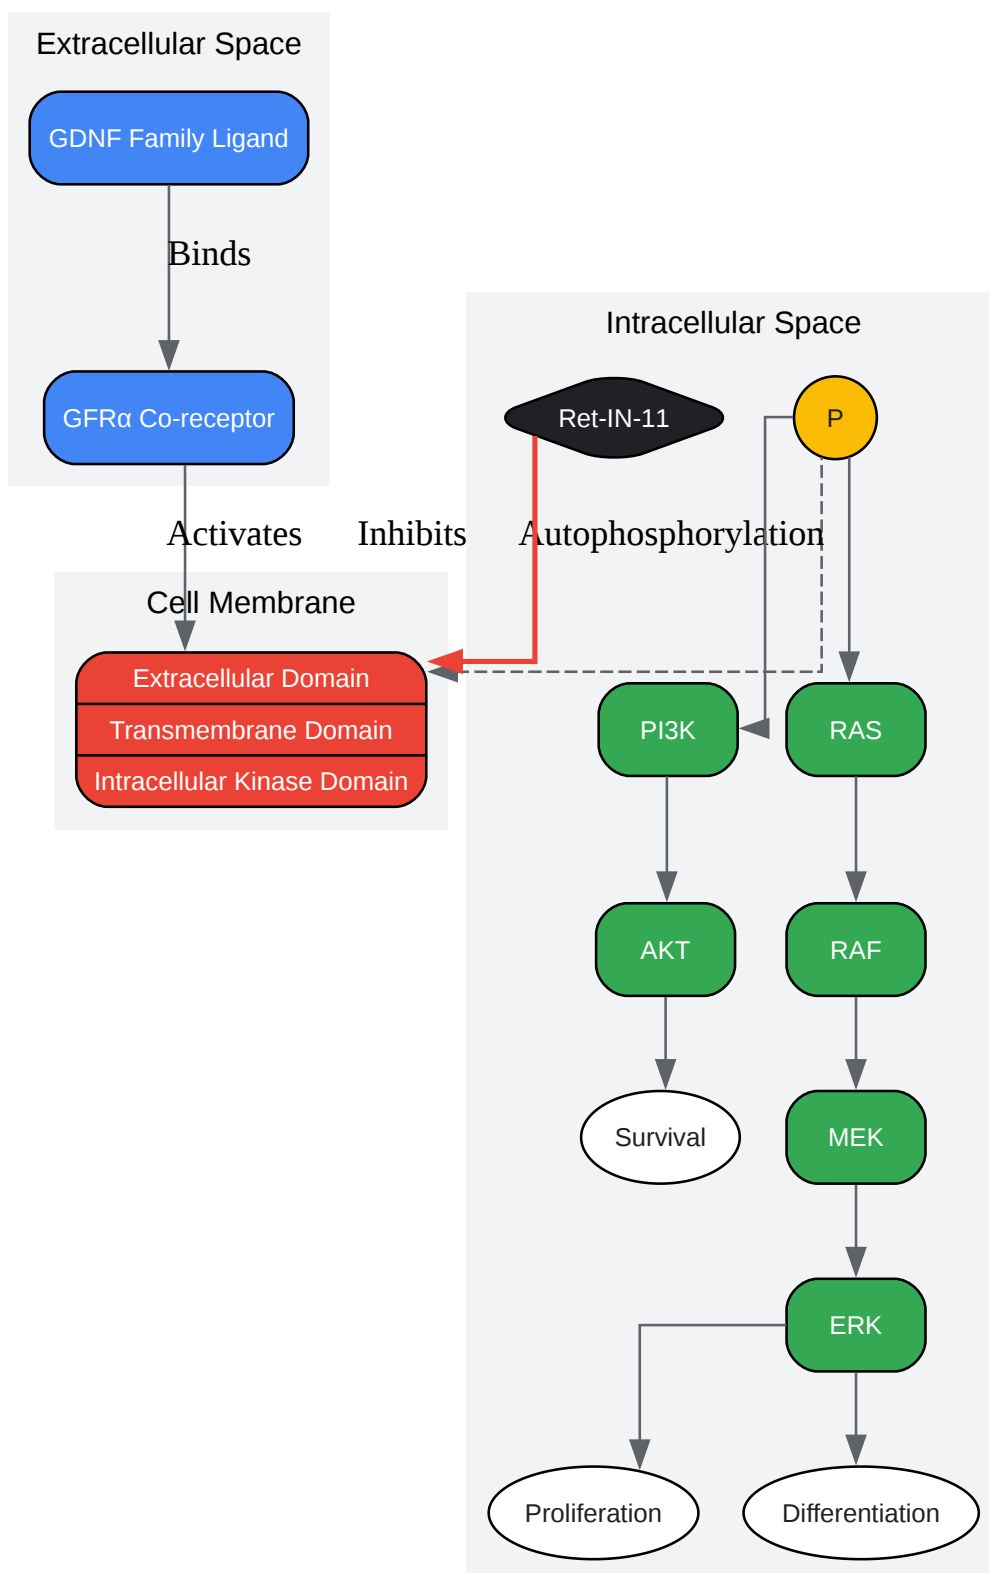 Extracellular Space
GDNF Family Ligand
Binds
Intracellular Space
GFRα Co-receptor
Ret-IN-11
P
Activates
Inhibits
Autophosphorylation
Cell Membrane
Extracellular Domain
Transmembrane Domain
Intracellular Kinase Domain
PI3K
RAS
AKT
RAF
Survival
MEK
ERK
Proliferation
Differentiation